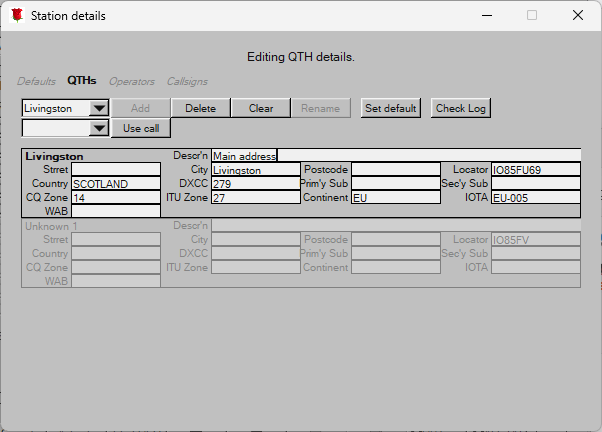 Station details
Editing QTH details.
Defaults QTHs Operators Callsigns
Livingston Add Delete Clear Rename Set default Check Log
Use call
Livingston Descr'n Main address
Strret City Livingston Postcode Locator IO85FU69
Country SCOTLAND DXCC 279 Prim'y Sub Sec'y Sub
CQ Zone 14 ITU Zone 27 Continent EU IOTA EU-005
WAB
Unknown 1 Descr'n
Strret City Postcode Locator IO85FV
Country DXCC Prim'y Sub Sec'y Sub
CQ Zone ITU Zone Continent IOTA
WAB